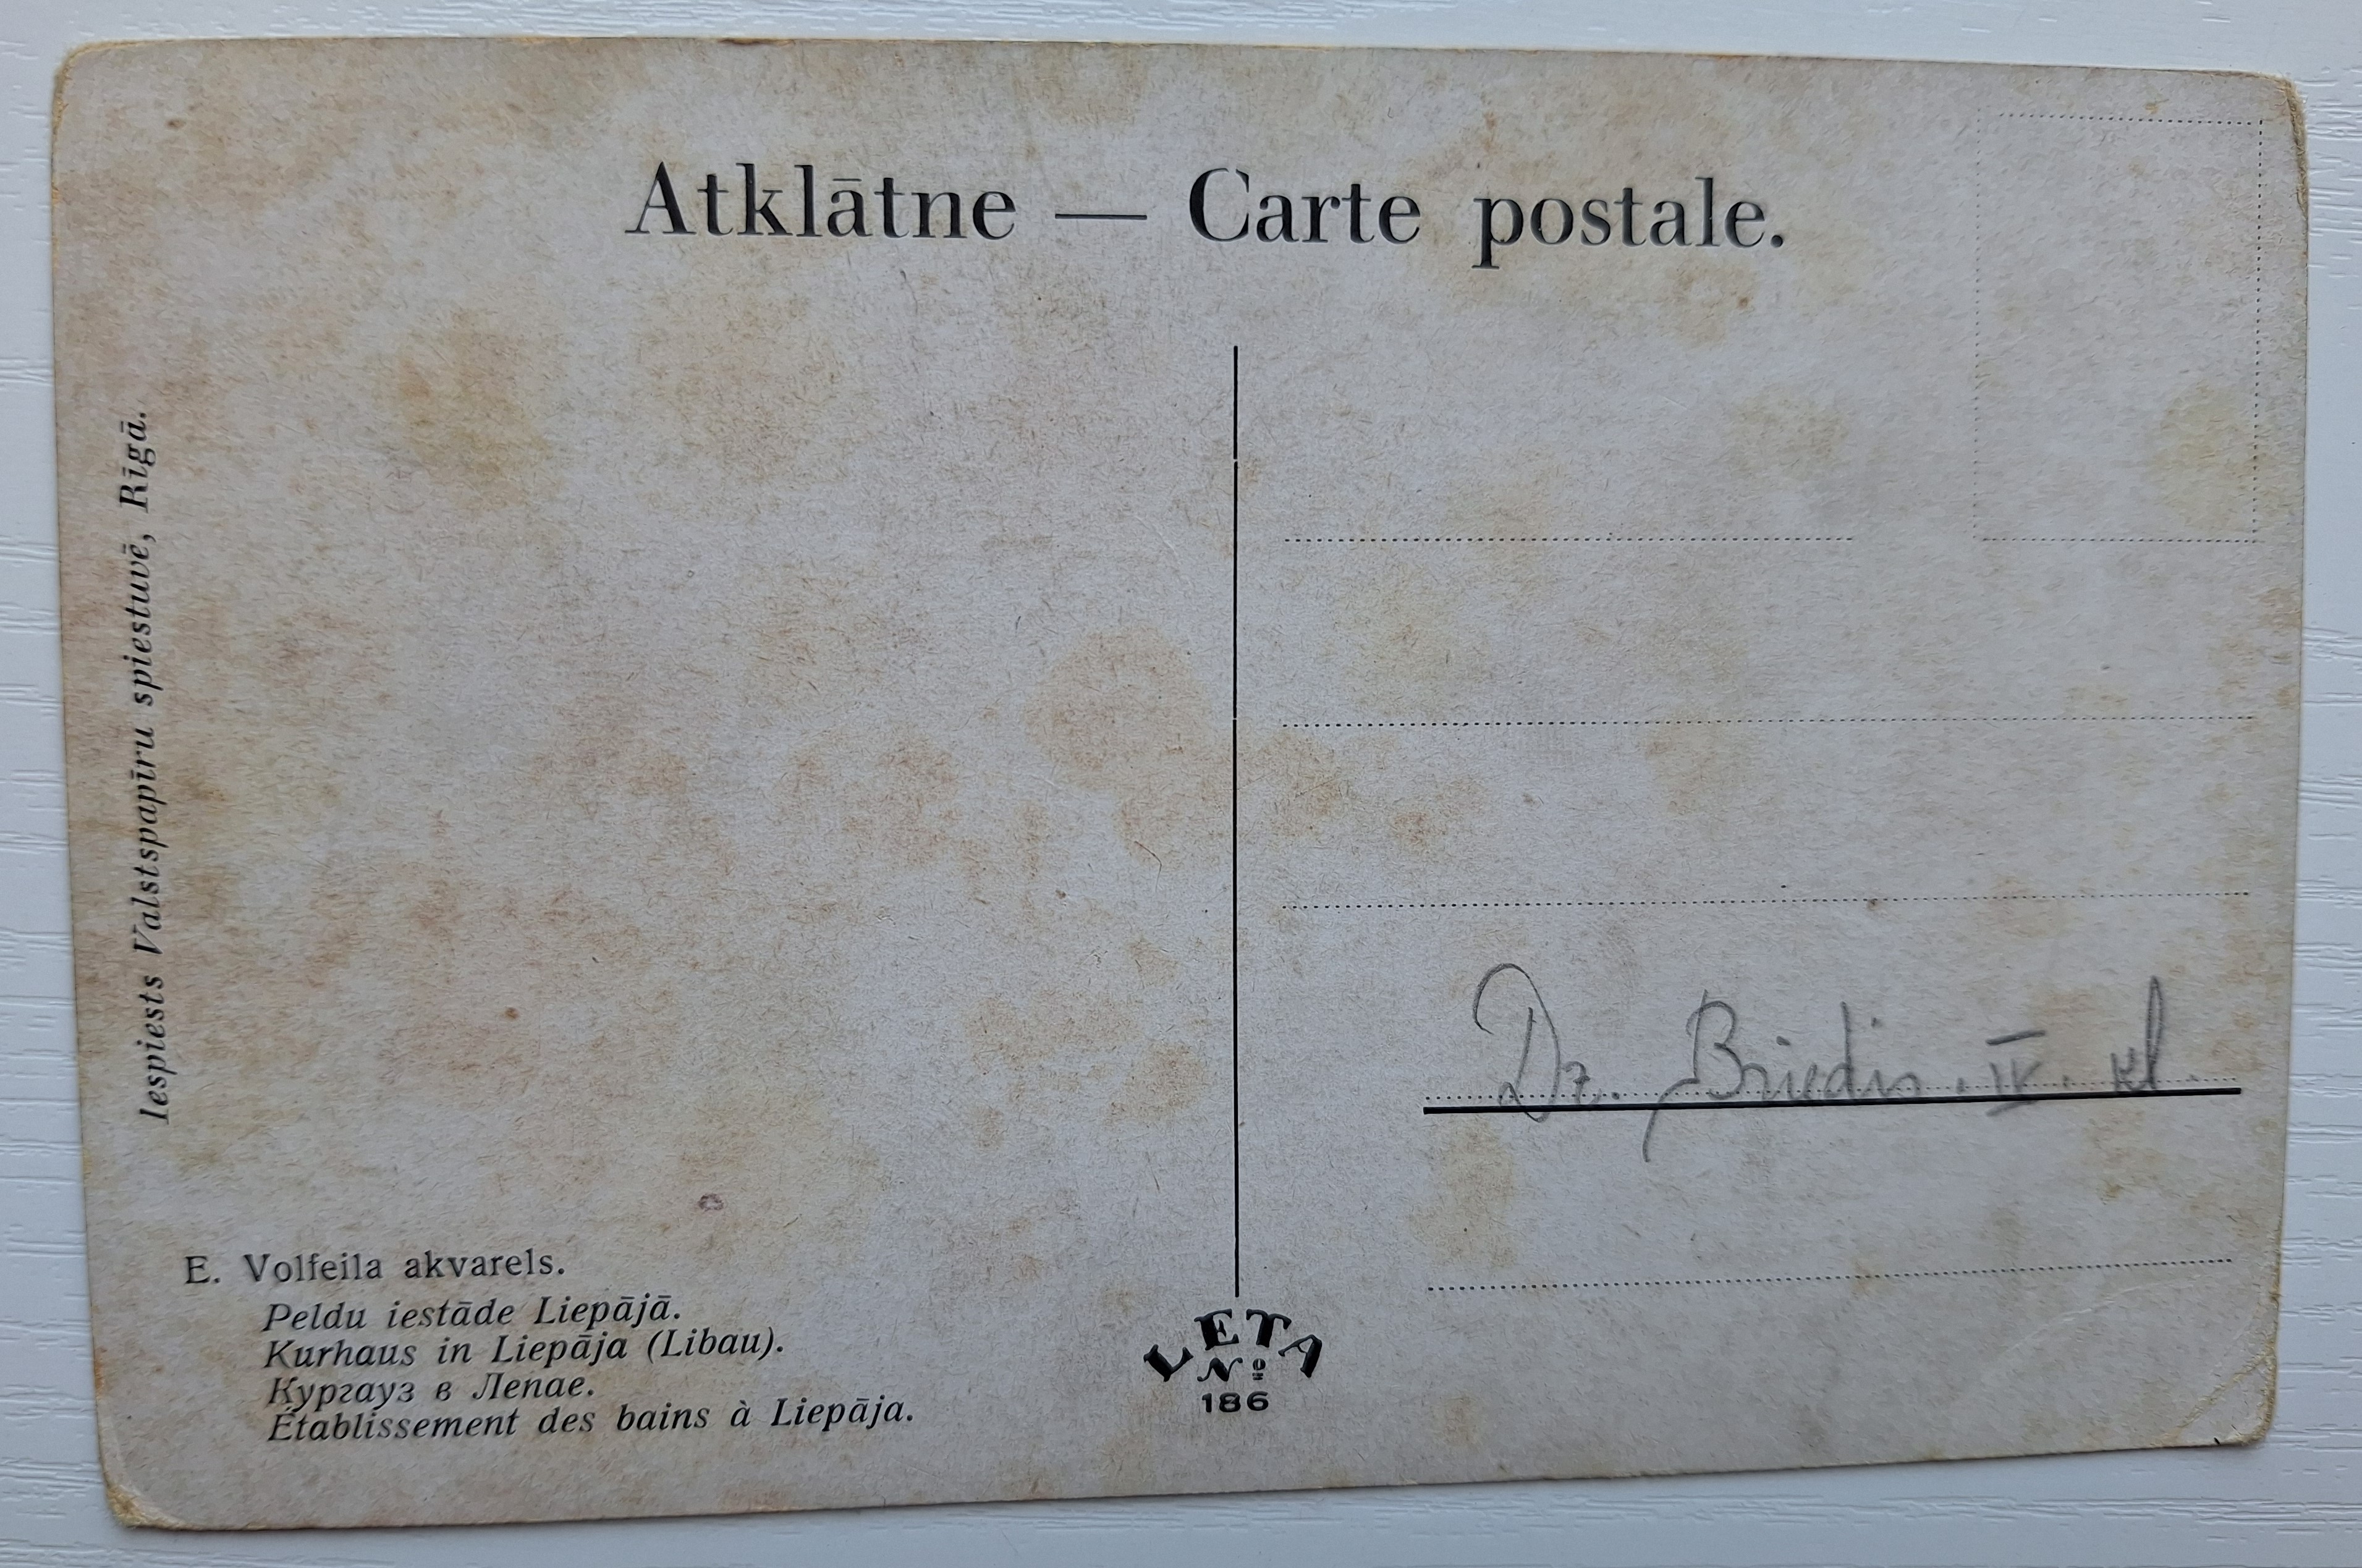 Atklātne — Carte postale.
Iespiests Valstspapīru spiestuvē, Rīgā.
Dz. Briedis. IV. kl.
E. Volfeila akvarels.
Peldu iestāde Liepājā.
Kurhaus in Liepāja (Libau).
Кургауз в Лепае.
Établissement des bains à Liepāja.
LETA
№
186